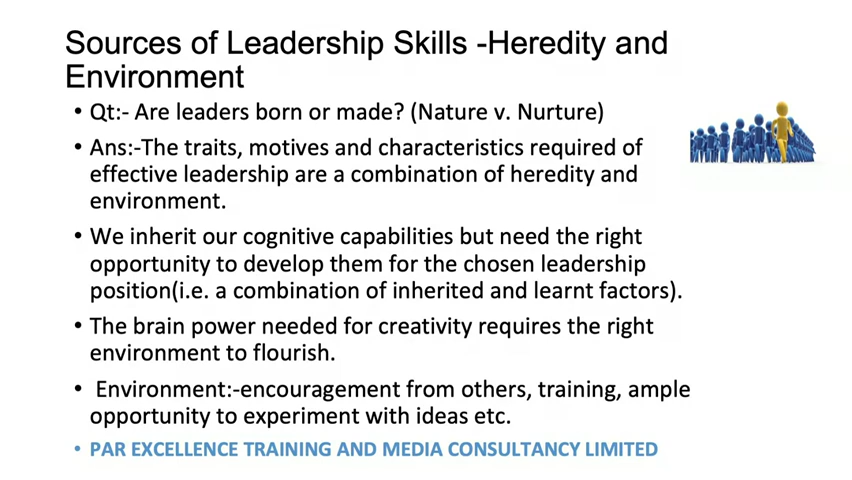 Sources of Leadership Skills -Heredity and
Environment
• Qt:- Are leaders born or made? (Nature v. Nurture)
• Ans:-The traits, motives and characteristics required of
effective leadership are a combination of heredity and
environment.
• We inherit our cognitive capabilities but need the right
opportunity to develop them for the chosen leadership
position(i.e. a combination of inherited and learnt factors).
• The brain power needed for creativity requires the right
environment to flourish.
• Environment:-encouragement from others, training, ample
opportunity to experiment with ideas etc.
• PAR EXCELLENCE TRAINING AND MEDIA CONSULTANCY LIMITED